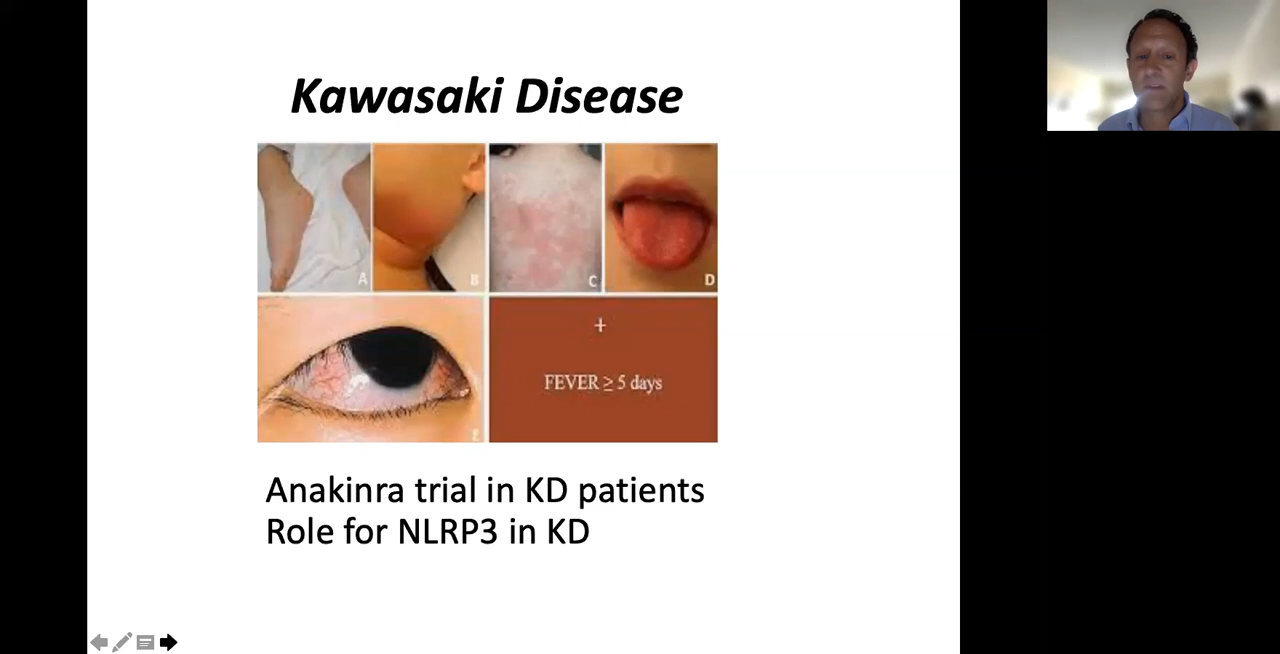 Kawasaki Disease
A
B
C
D
E
+
FEVER ≥ 5 days
Anakinra trial in KD patients
Role for NLRP3 in KD